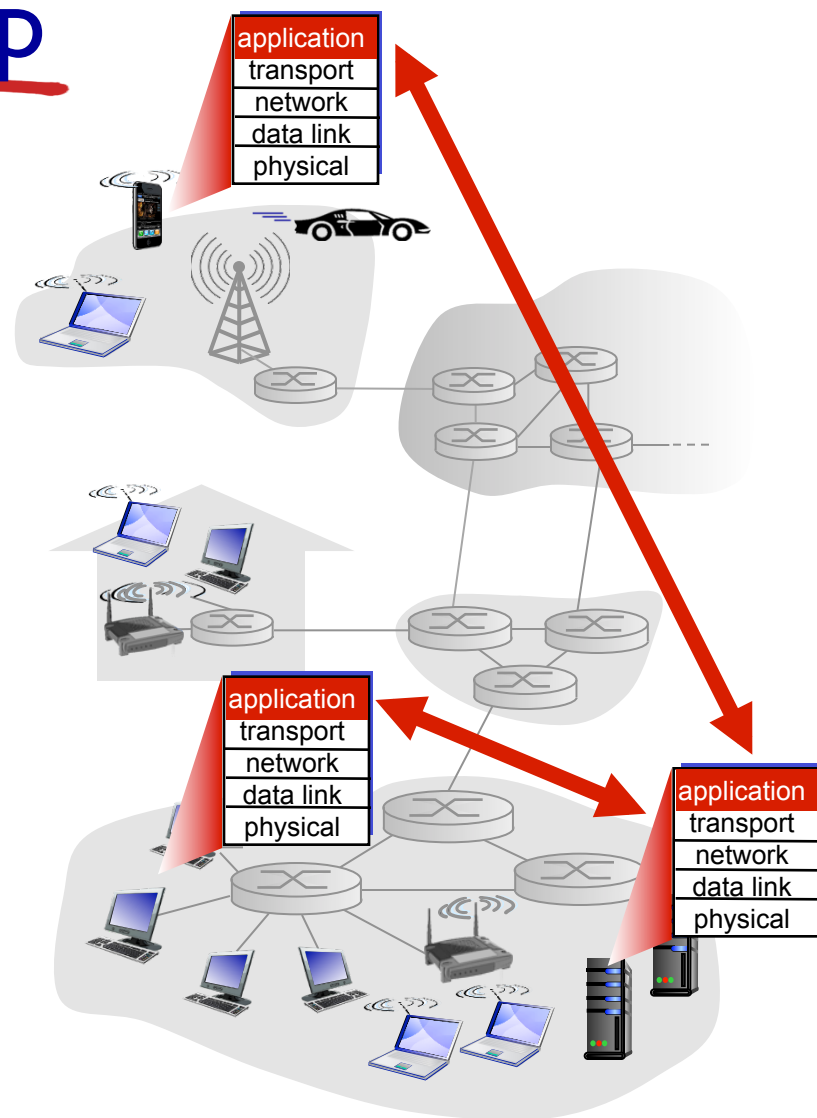 p
application
transport
network
data link
physical
application
transport
network
data link
physical
application
transport
network
data link
physical